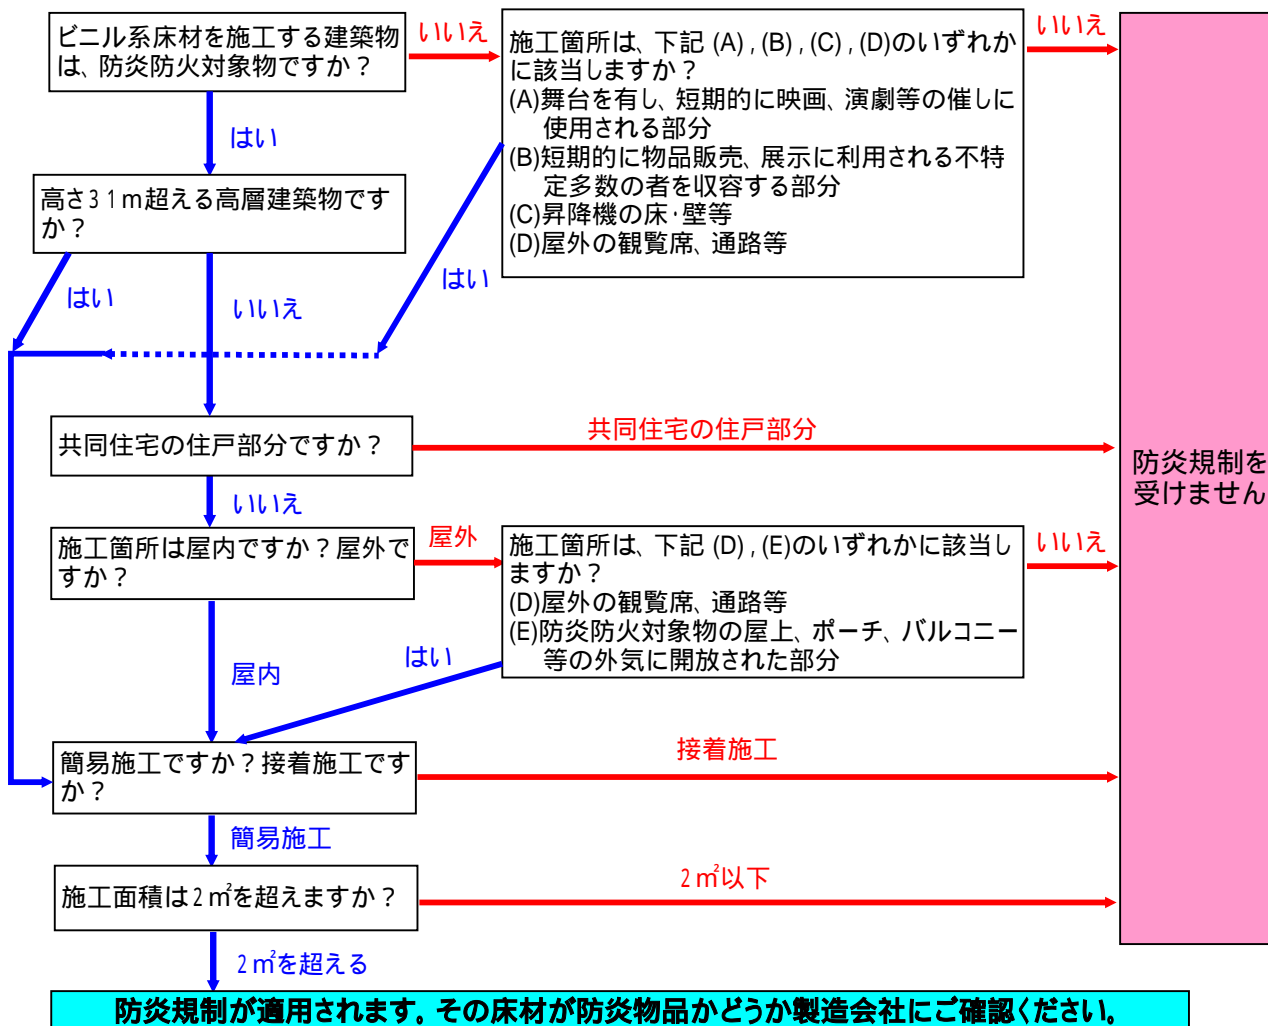 ビニル系床材を施工する建築物
は、防炎防火対象物ですか？
いいえ
施工箇所は、下記 (A) , (B) , (C) , (D)のいずれか
に該当しますか？
(A)舞台を有し、短期的に映画、演劇等の催しに
使用される部分
(B)短期的に物品販売、展示に利用される不特
定多数の者を収容する部分
(C)昇降機の床・壁等
(D)屋外の観覧席、通路等
いいえ
はい
高さ31m超える高層建築物です
か？
はい
いいえ
はい
共同住宅の住戸部分ですか？
共同住宅の住戸部分
防炎規制を
受けません
いいえ
施工箇所は屋内ですか？屋外で
すか？
屋外
施工箇所は、下記 (D) , (E)のいずれかに該当し
ますか？
(D)屋外の観覧席、通路等
(E)防炎防火対象物の屋上、ポーチ、バルコニー
等の外気に開放された部分
いいえ
はい
屋内
簡易施工ですか？接着施工です
か？
接着施工
簡易施工
施工面積は2㎡を超えますか？
2㎡以下
2㎡を超える
防炎規制が適用されます。その床材が防炎物品かどうか製造会社にご確認ください。